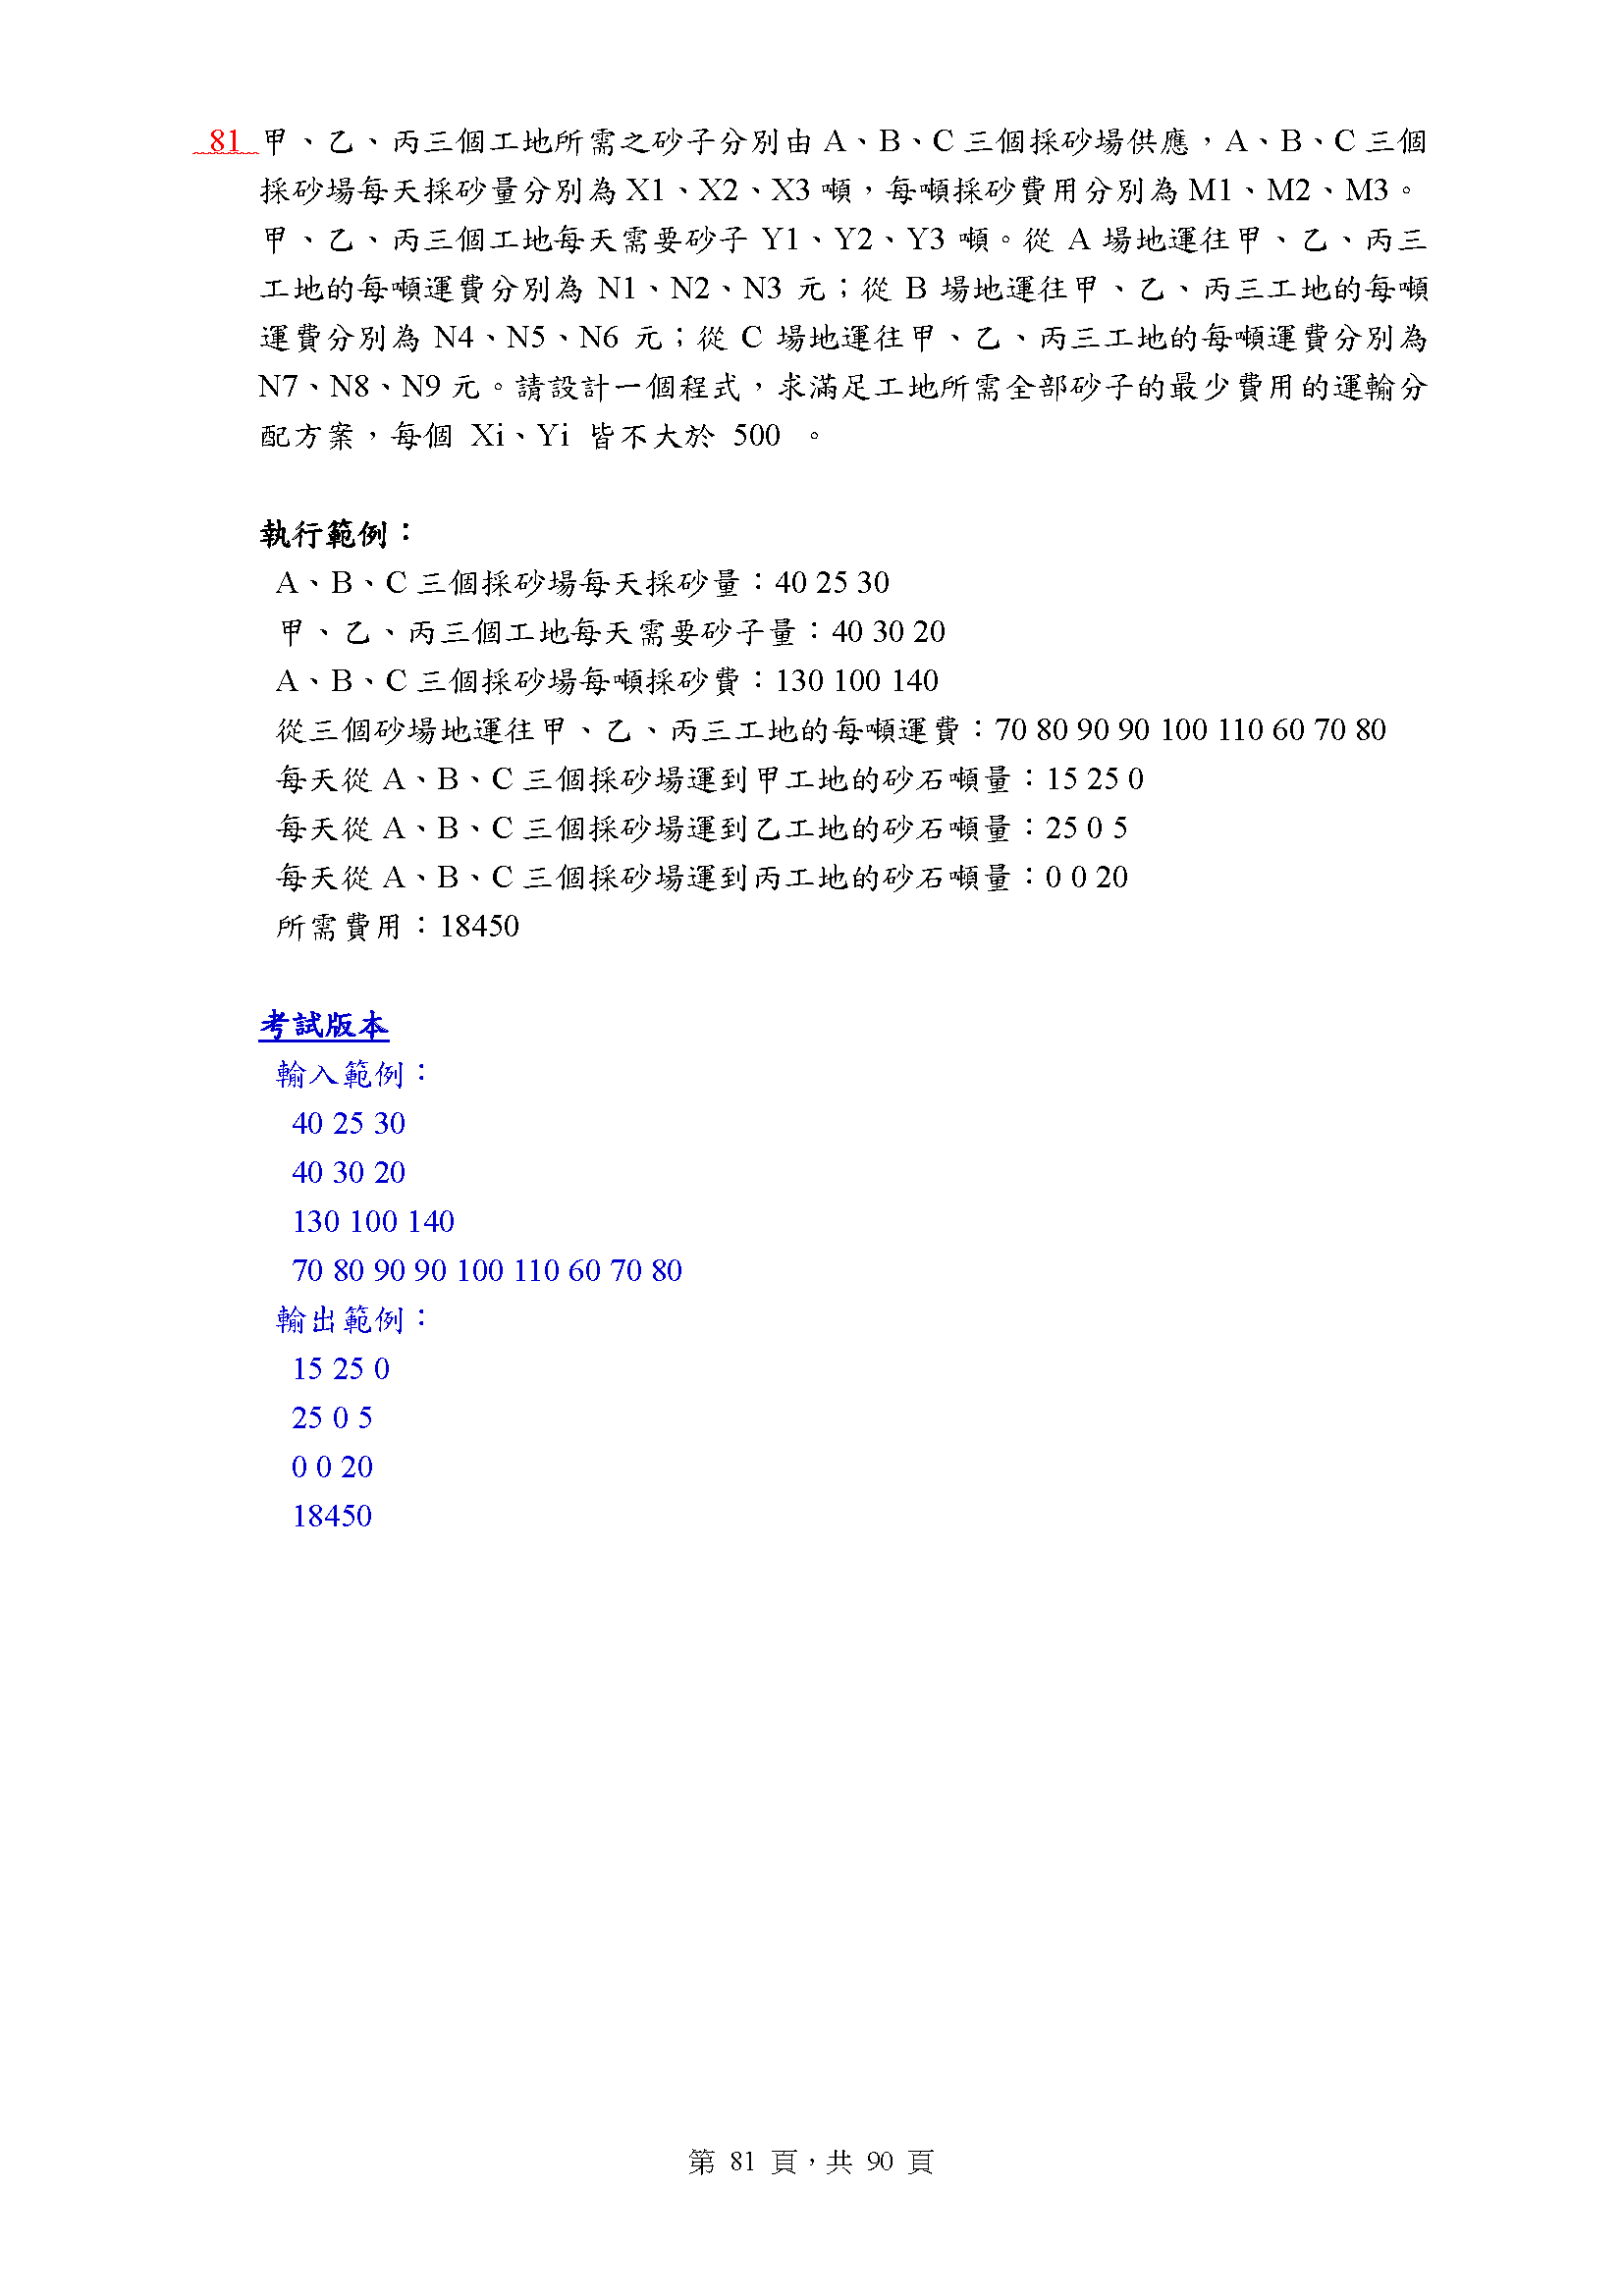 81 甲、乙、丙三個工地所需之砂子分別由 A、B、C 三個採砂場供應，A、B、C 三個
採砂場每天採砂量分別為 X1、X2、X3 噸，每噸採砂費用分別為 M1、M2、M3。
甲、乙、丙三個工地每天需要砂子 Y1、Y2、Y3 噸。從 A 場地運往甲、乙、丙三
工地的每噸運費分別為 N1、N2、N3 元；從 B 場地運往甲、乙、丙三工地的每噸
運費分別為 N4、N5、N6 元；從 C 場地運往甲、乙、丙三工地的每噸運費分別為
N7、N8、N9 元。請設計一個程式，求滿足工地所需全部砂子的最少費用的運輸分
配方案，每個 Xi、Yi 皆不大於 500 。
執行範例：
A、B、C 三個採砂場每天採砂量：40 25 30
甲、乙、丙三個工地每天需要砂子量：40 30 20
A、B、C 三個採砂場每噸採砂費：130 100 140
從三個砂場地運往甲、乙、丙三工地的每噸運費：70 80 90 90 100 110 60 70 80
每天從 A、B、C 三個採砂場運到甲工地的砂石噸量：15 25 0
每天從 A、B、C 三個採砂場運到乙工地的砂石噸量：25 0 5
每天從 A、B、C 三個採砂場運到丙工地的砂石噸量：0 0 20
所需費用：18450
考試版本
輸入範例：
40 25 30
40 30 20
130 100 140
70 80 90 90 100 110 60 70 80
輸出範例：
15 25 0
25 0 5
0 0 20
18450
第 81 頁，共 90 頁